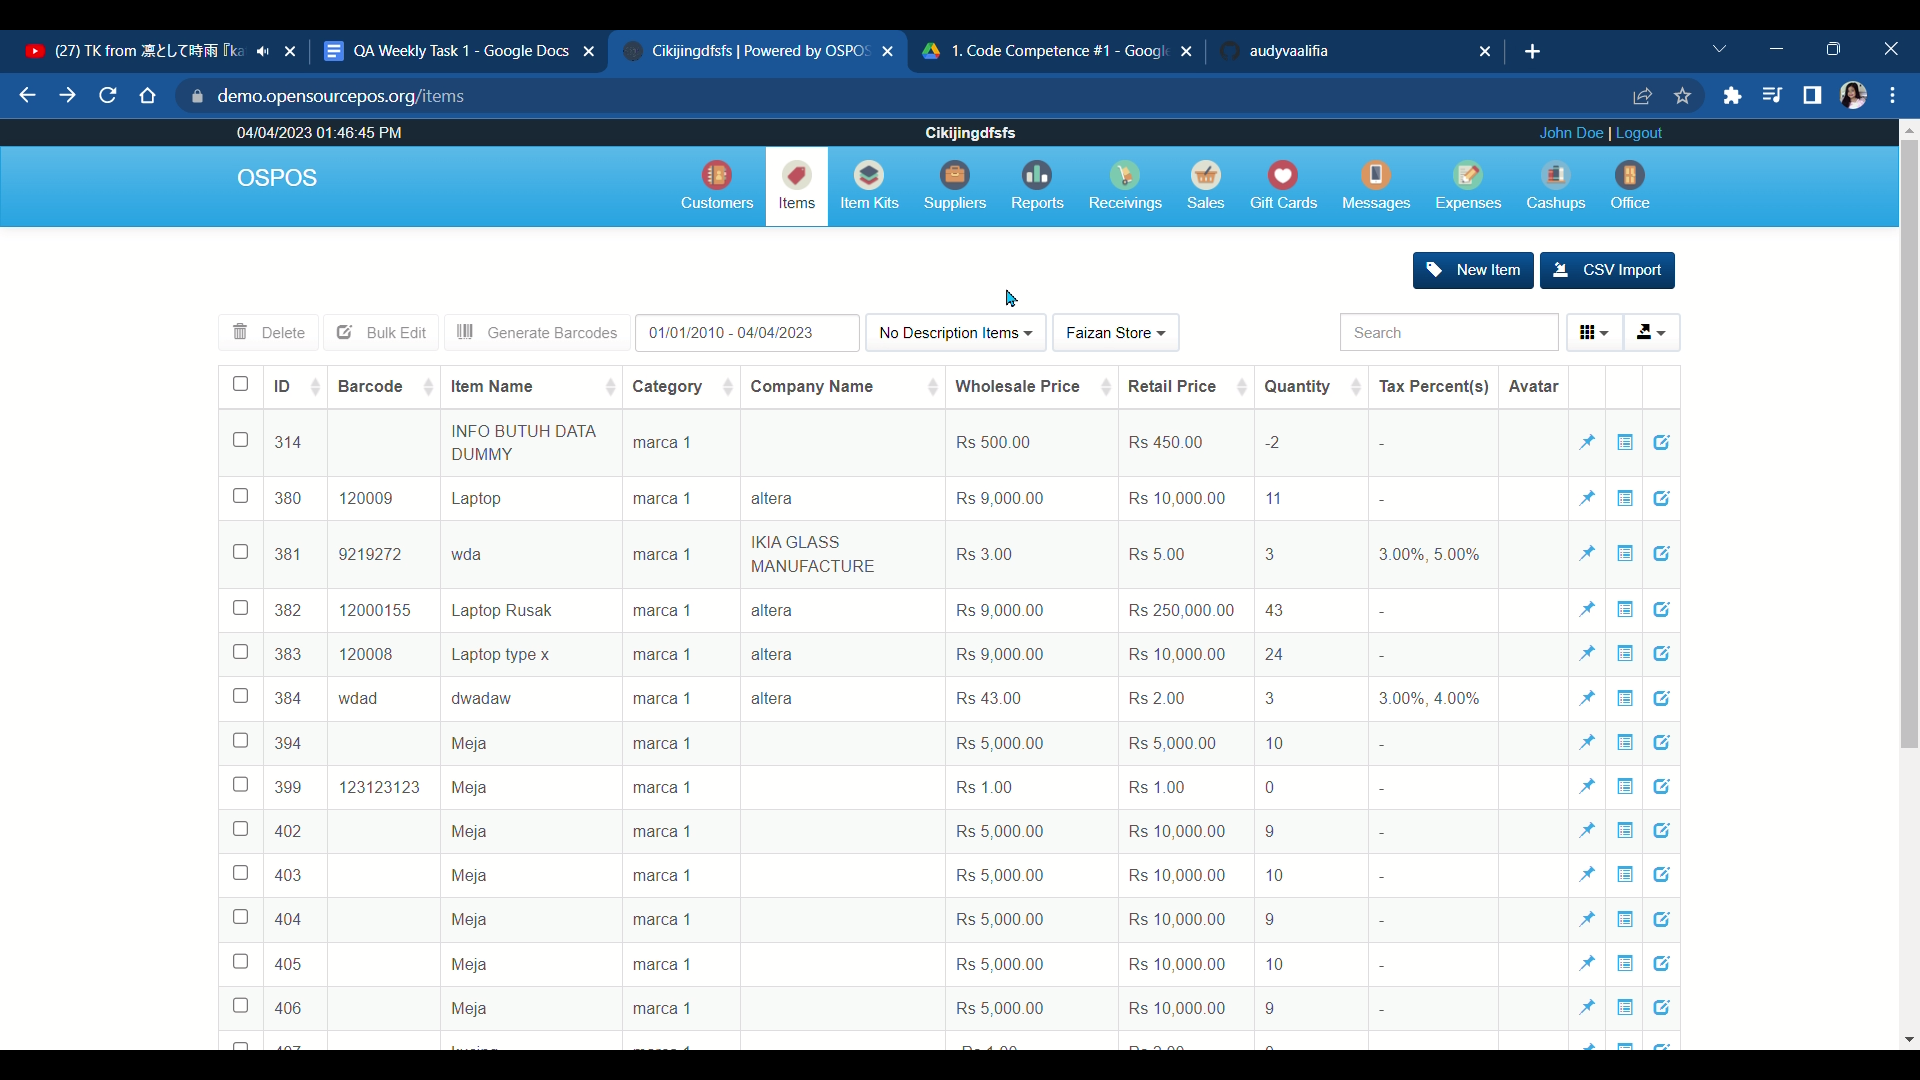 (27) TK from 凛として時雨『ka
QA Weekly Task 1 - Google Docs
Cikijingdfsfs | Powered by OSPOS
1. Code Competence #1 - Google
audyvaalifia
demo.opensourcepos.org/items
04/04/2023 01:46:45 PM
Cikijingdfsfs
John Doe | Logout
OSPOS
Customers
Items
Item Kits
Suppliers
Reports
Receivings
Sales
Gift Cards
Messages
Expenses
Cashups
Office
New Item
CSV Import
Delete
Bulk Edit
Generate Barcodes
01/01/2010 - 04/04/2023
No Description Items
Faizan Store
Search
ID Barcode Item Name Category Company Name Wholesale Price Retail Price Quantity Tax Percent(s) Avatar
314 INFO BUTUH DATA DUMMY marca 1 Rs 500.00 Rs 450.00 -2 -
380 120009 Laptop marca 1 altera Rs 9,000.00 Rs 10,000.00 11 -
381 9219272 wda marca 1 IKIA GLASS MANUFACTURE Rs 3.00 Rs 5.00 3 3.00%, 5.00%
382 12000155 Laptop Rusak marca 1 altera Rs 9,000.00 Rs 250,000.00 43 -
383 120008 Laptop type x marca 1 altera Rs 9,000.00 Rs 10,000.00 24 -
384 wdad dwadaw marca 1 altera Rs 43.00 Rs 2.00 3 3.00%, 4.00%
394 Meja marca 1 Rs 5,000.00 Rs 5,000.00 10 -
399 123123123 Meja marca 1 Rs 1.00 Rs 1.00 0 -
402 Meja marca 1 Rs 5,000.00 Rs 10,000.00 9 -
403 Meja marca 1 Rs 5,000.00 Rs 10,000.00 10 -
404 Meja marca 1 Rs 5,000.00 Rs 10,000.00 9 -
405 Meja marca 1 Rs 5,000.00 Rs 10,000.00 10 -
406 Meja marca 1 Rs 5,000.00 Rs 10,000.00 9 -